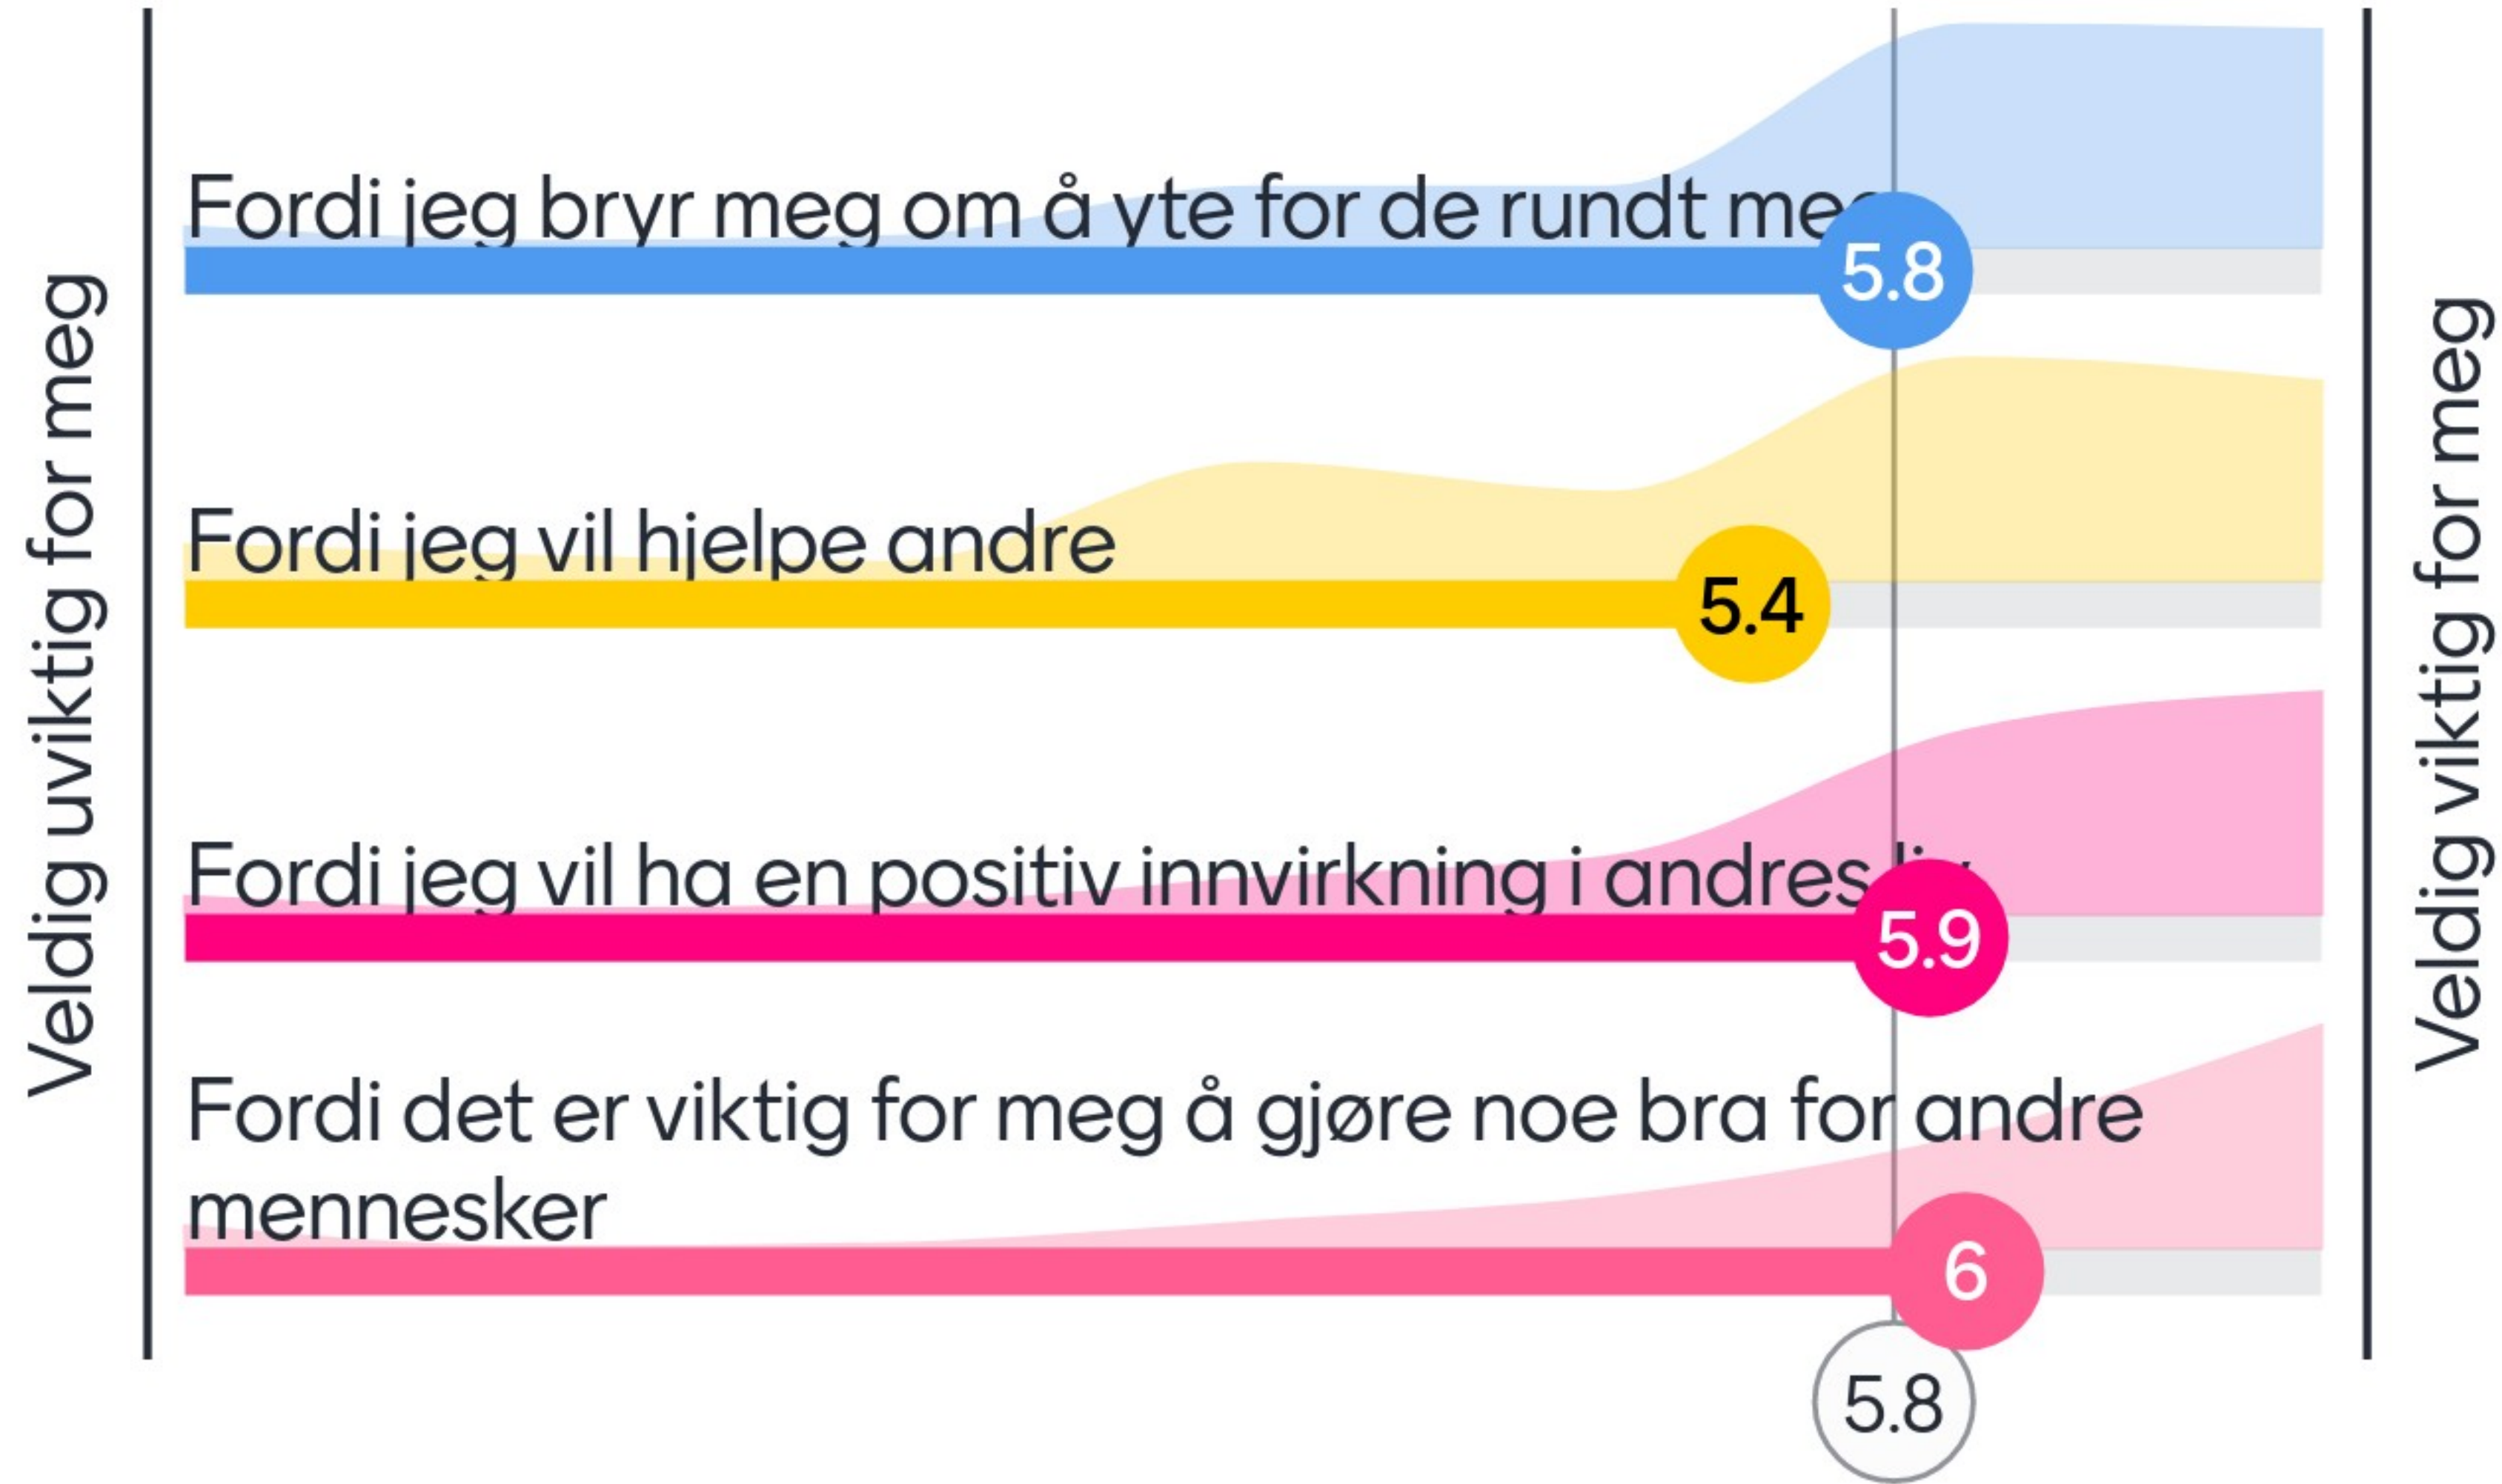 Veldig uviktig for meg
Fordi jeg bryr meg om å yte for de rundt meg
5.8
Fordi jeg vil hjelpe andre
5.4
Fordi jeg vil ha en positiv innvirkning i andres liv
5.9
Fordi det er viktig for meg å gjøre noe bra for andre
mennesker
6
5.8
Veldig viktig for meg